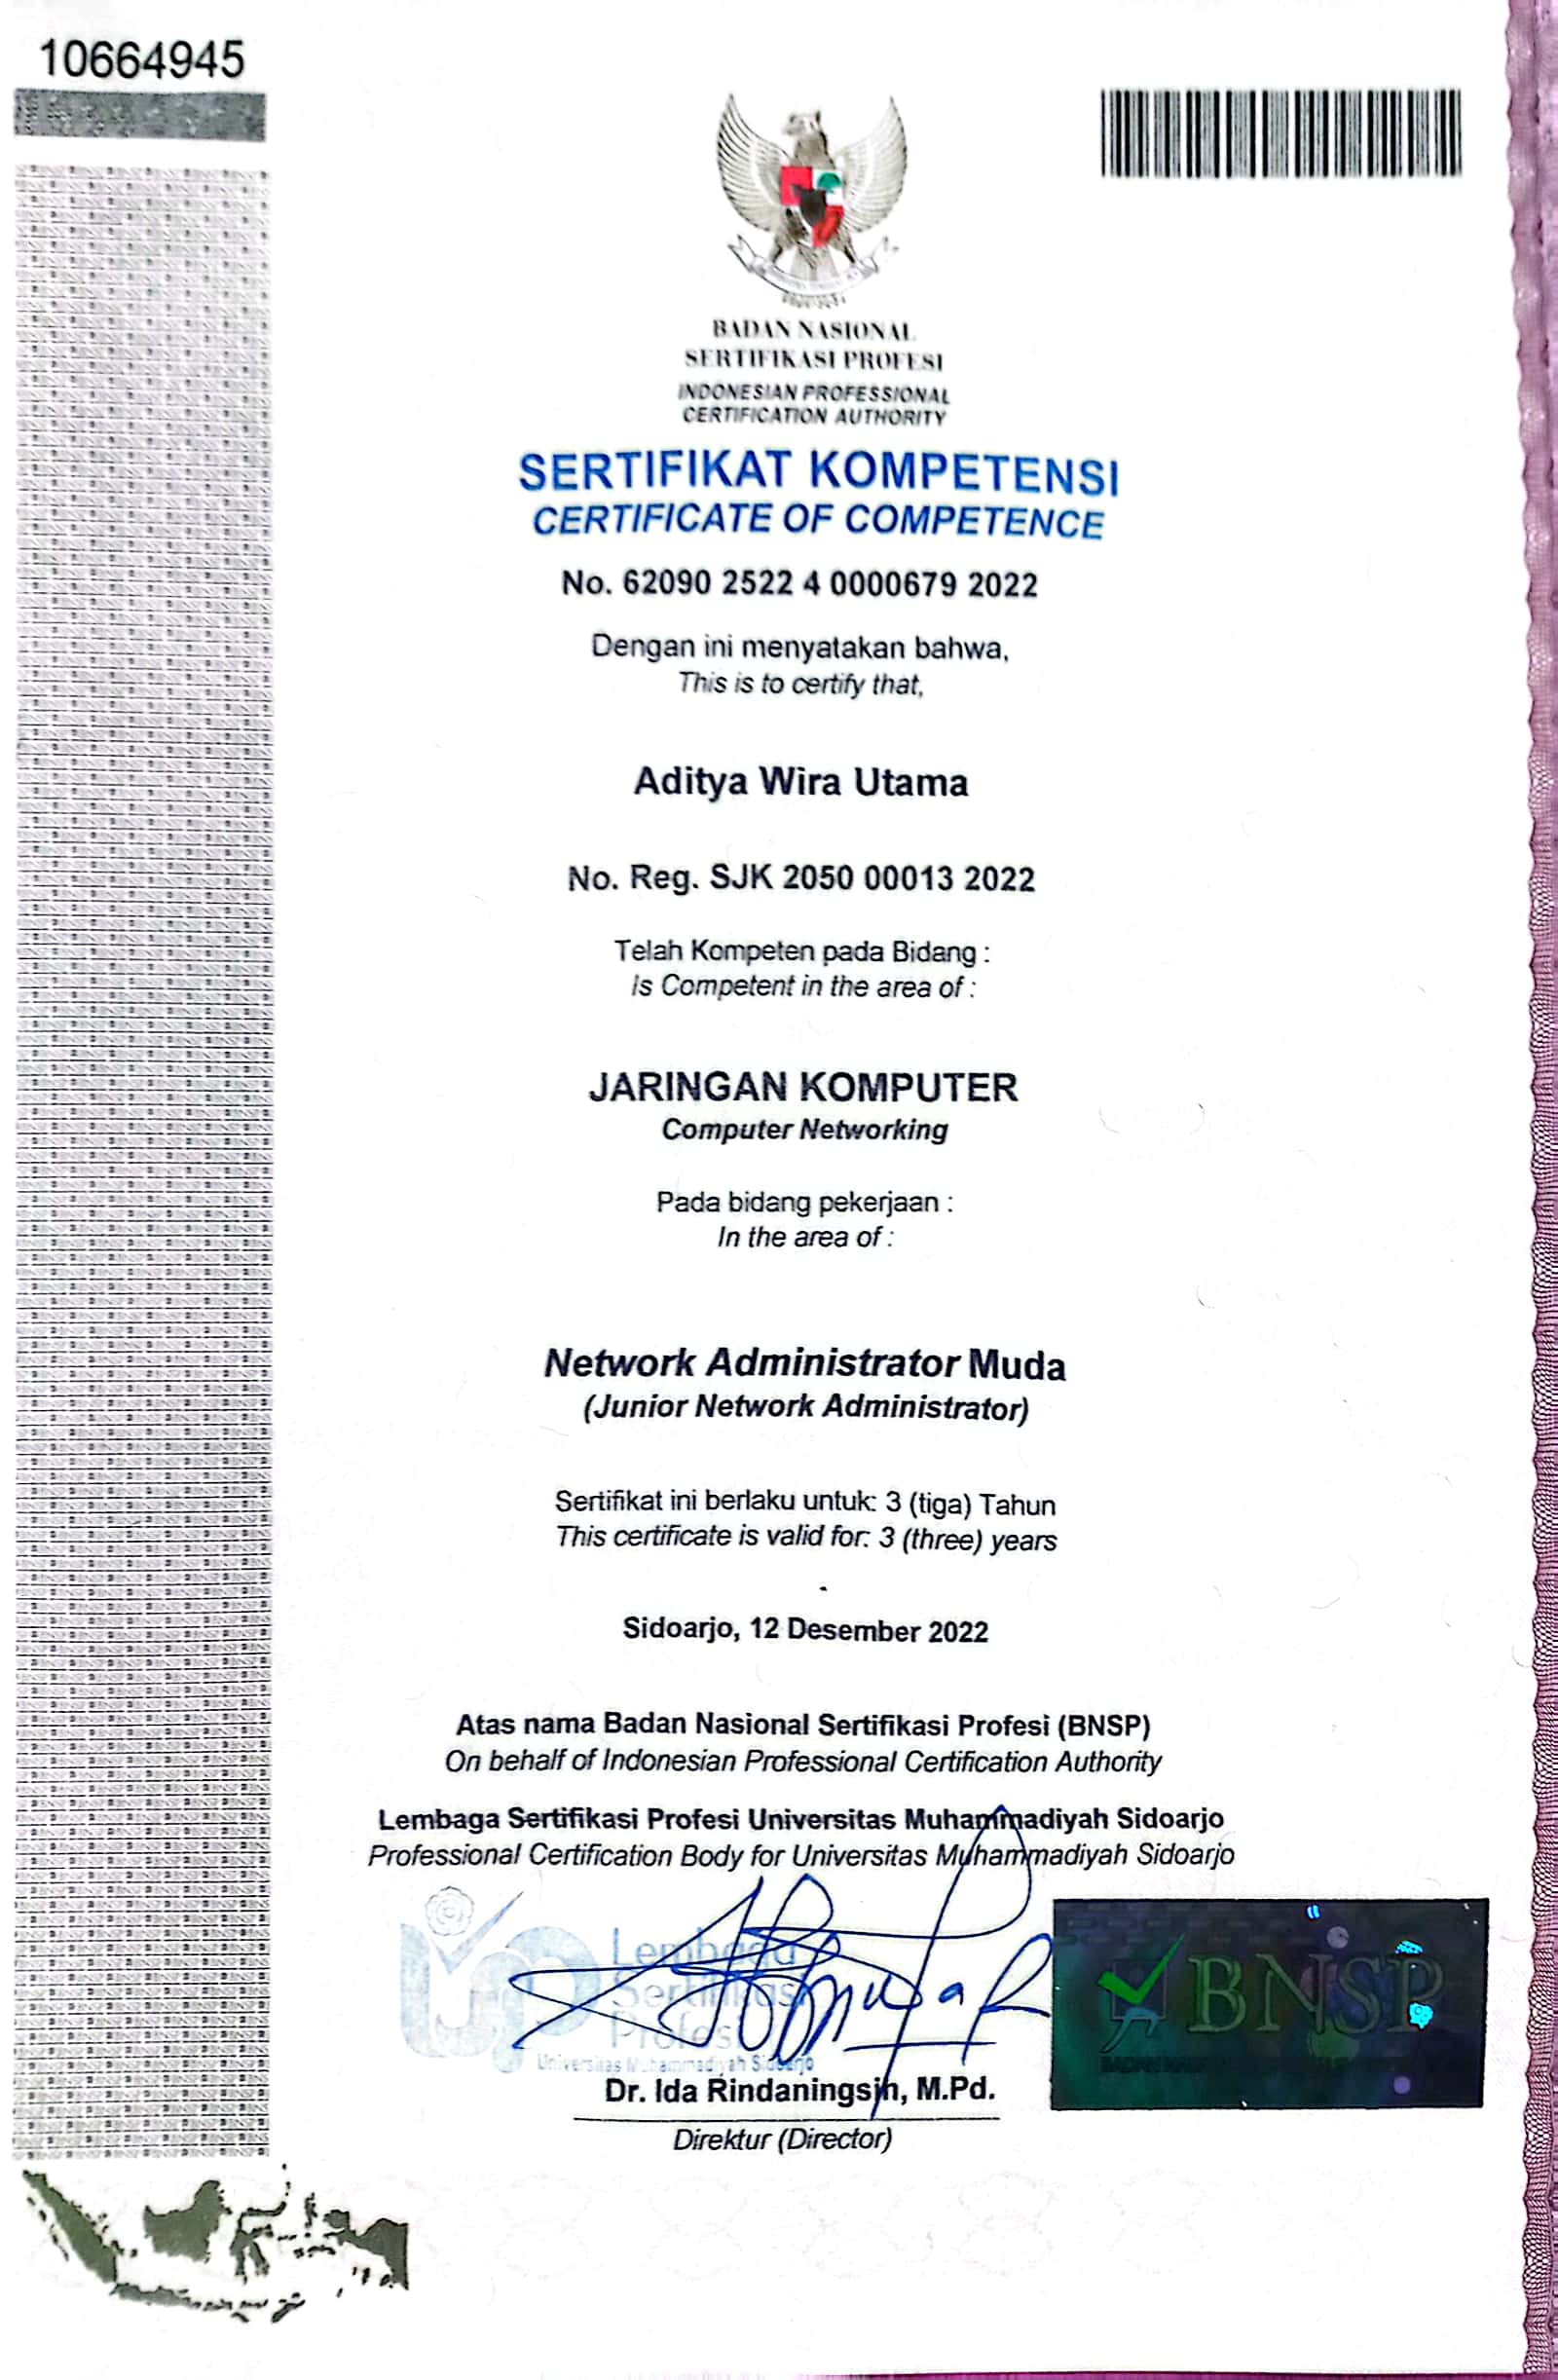 10664945
BADAN NASIONAL
SERTIFIKASI PROFESI
INDONESIAN PROFESSIONAL
CERTIFICATION AUTHORITY
SERTIFIKAT KOMPETENSI
CERTIFICATE OF COMPETENCE
No. 62090 2522 4 0000679 2022
Dengan ini menyatakan bahwa,
This is to certify that,
Aditya Wira Utama
No. Reg. SJK 2050 00013 2022
Telah Kompeten pada Bidang :
Is Competent in the area of :
JARINGAN KOMPUTER
Computer Networking
Pada bidang pekerjaan :
In the area of :
Network Administrator Muda
(Junior Network Administrator)
Sertifikat ini berlaku untuk: 3 (tiga) Tahun
This certificate is valid for: 3 (three) years
Sidoarjo, 12 Desember 2022
Atas nama Badan Nasional Sertifikasi Profesi (BNSP)
On behalf of Indonesian Professional Certification Authority
Lembaga Sertifikasi Profesi Universitas Muhammadiyah Sidoarjo
Professional Certification Body for Universitas Muhammadiyah Sidoarjo
Lembaga
Sertifikasi
Profesi
Universitas Muhammadiyah Sidoarjo
BNSP
Dr. Ida Rindaningsih, M.Pd.
Direktur (Director)